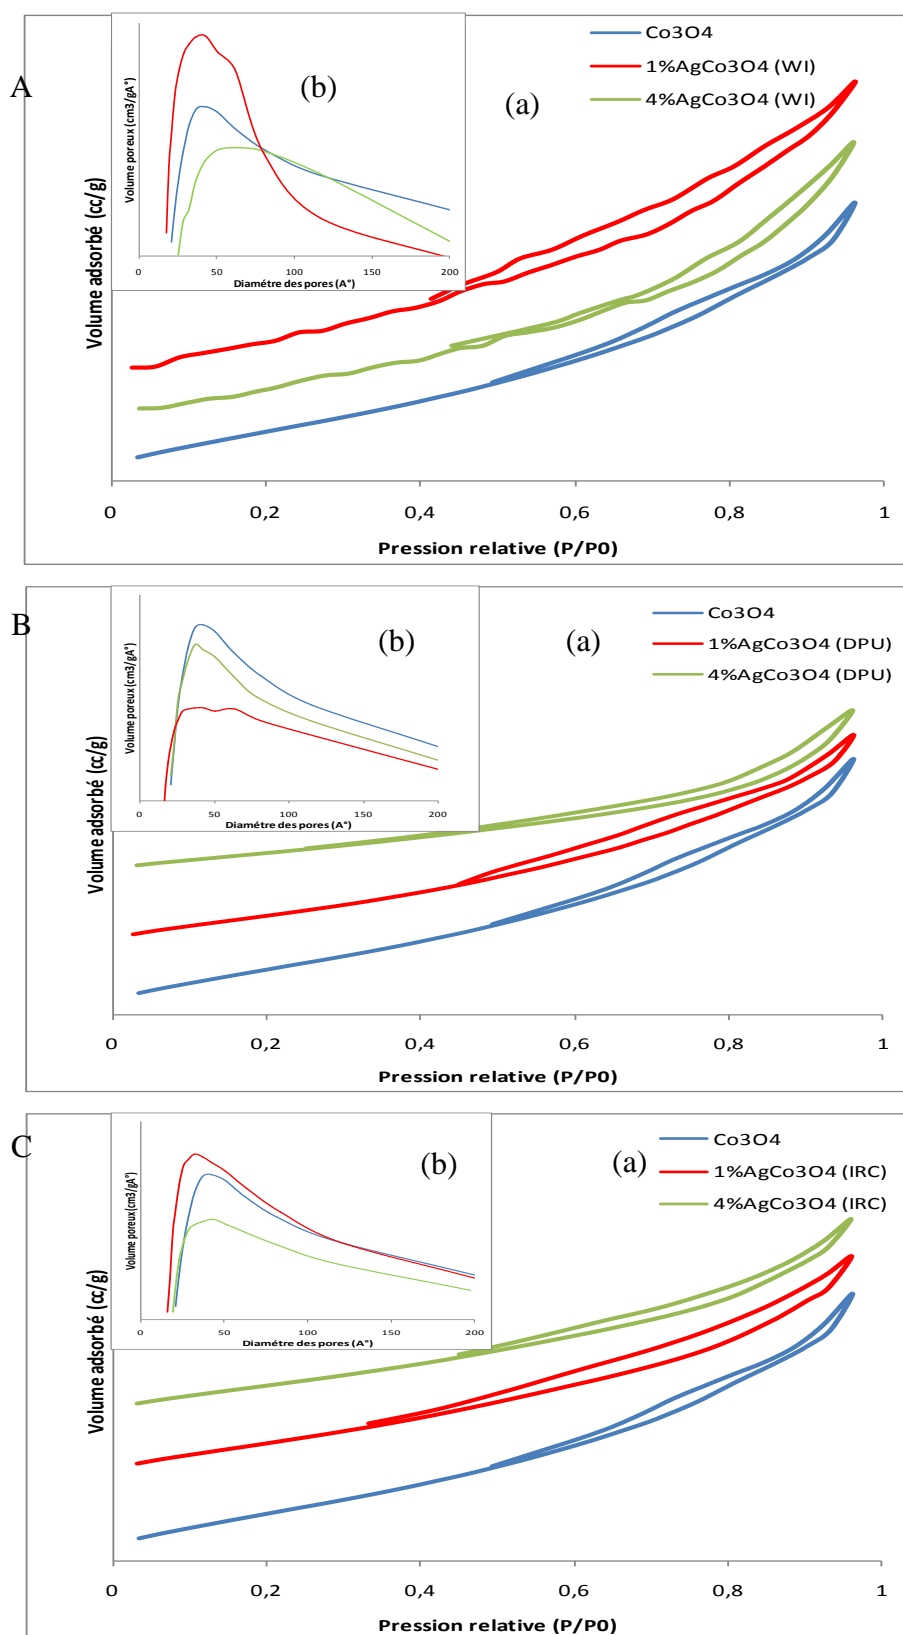 A
(b)
(a)
Co3O4
1%AgCo3O4 (WI)
4%AgCo3O4 (WI)
Volume poreux (cm3/gA°)
0 50 100 150 200
Diamétre des pores (A°)
Volume adsorbé (cc/g)
0 0,2 0,4 0,6 0,8 1
Pression relative (P/P0)
B
(b)
(a)
Co3O4
1%AgCo3O4 (DPU)
4%AgCo3O4 (DPU)
Volume poreux (cm3/gA°)
0 50 100 150 200
Diamétre des pores (A°)
Volume adsorbé (cc/g)
0 0,2 0,4 0,6 0,8 1
Pression relative (P/P0)
C
(b)
(a)
Co3O4
1%AgCo3O4 (IRC)
4%AgCo3O4 (IRC)
Volume poreux (cm3/gA°)
0 50 100 150 200
Diamétre des pores (A°)
Volume adsorbé (cc/g)
0 0,2 0,4 0,6 0,8 1
Pression relative (P/P0)